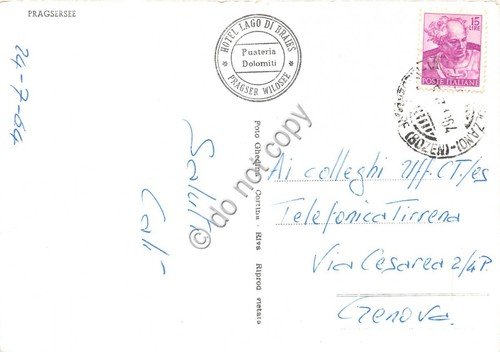 PRAGSERSEE
24-7-64
HOTEL LAGO DI BRAIES
Pusteria
Dolomiti
* PRAGSER WILDSEE *
15
LIRE
POSTE ITALIANE
Saluti
Foto Ghedina - Cortina - Riva Riprod vietata
© do not copy
Ai colleghi Uff. CT/es
Telefonica Tirrena
Via Cesarea 2/4P.
Genova